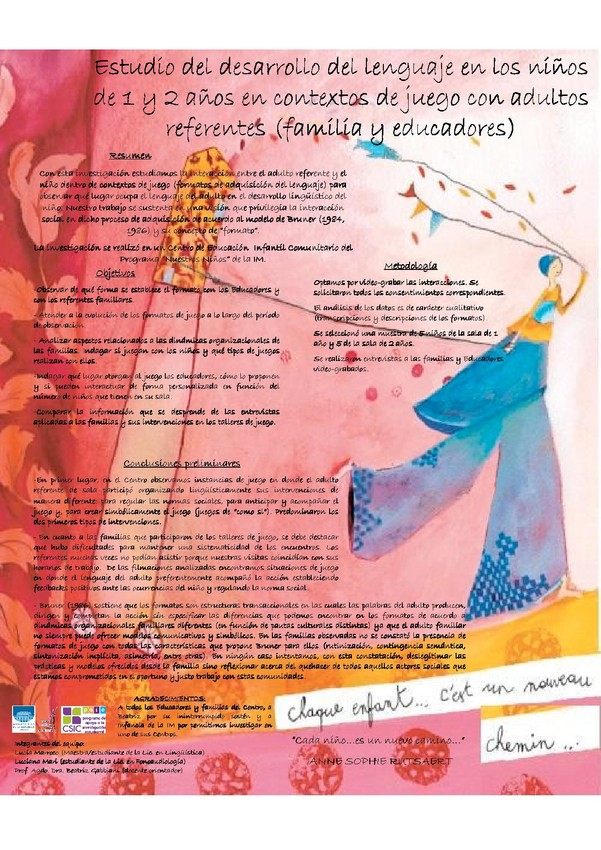 Estudio del desarrollo del lenguaje en los niños
de 1 y 2 años en contextos de juego con adultos
referentes (familia y educadores)
Resumen
Con esta investigación estudiamos la interacción entre el adulto referente y el
niño dentro de contextos de juego (formatos de adquisición del lenguaje) para
observar qué lugar ocupa el lenguaje del adulto en el desarrollo lingüístico del
niño. Nuestro trabajo se sustenta en una visión que privilegia la interacción
social en dicho proceso de adquisición de acuerdo al modelo de Bruner (1984,
1986) y su concepto de "formato".
La investigación se realizó en un Centro de Educación Infantil Comunitario del
Programa "Nuestros Niños" de la IM.
Objetivos
-Observar de qué forma se establece el formato con los Educadores y
con los referentes familiares.
- Atender a la evolución de los formatos de juego a lo largo del período
de observación.
- Analizar aspectos relacionados a las dinámicas organizacionales de
las familias. Indagar si juegan con los niños y qué tipos de juegos
realizan con ellos.
-Indagar qué lugar otorgan al juego los educadores, cómo lo proponen
y si pueden interactuar de forma personalizada en función del
número de niños que tienen en su sala
-Comparar la información que se desprende de las entrevistas
aplicadas a las familias y sus intervenciones en los talleres de juego.
Metodología
Optamos por video-grabar las interacciones. Se
solicitaron todos los consentimientos correspondientes.
El análisis de los datos es de carácter cualitativo
(transcripciones y descripciones de los formatos).
Se seleccionó una muestra de 5 niños de la sala de 1
año y 5 de la sala de 2 años.
Se realizaron entrevistas a las familias y Educadores
video-grabados.
Conclusiones preliminares
-En primer lugar, en el Centro observamos instancias de juego en donde el adulto
referente de sala participó organizando lingüísticamente sus intervenciones de
manera diferente: para regular las normas sociales, para anticipar y acompañar el
juego y, para crear simbólicamente el juego (juegos de "como si"). Predominaron los
dos primeros tipos de intervenciones.
- En cuanto a las familias que participaron de los talleres de juego, se debe destacar
que hubo dificultades para mantener una sistematicidad de los encuentros. Los
referentes muchas veces no podían asistir porque nuestras visitas coincidían con sus
horarios de trabajo. De las filmaciones analizadas encontramos situaciones de juego
en donde el lenguaje del adulto preferentemente acompañó la acción estableciendo
feedbacks positivos ante las ocurrencias del niño y regulando la norma social.
- Bruner sostiene que los formatos son estructuras transaccionales en las cuales las palabras del adulto producen,
dirigen y la acción sin especificar las diferencias que podemos encontrar en los formatos de acuerdo a
dinámicas organizacionales familiares diferentes (en función de pautas culturales distintas) ya que el adulto familiar
no siempre ofrecer modelos comunicativos y simbólicos. En las familias observadas no se constató la presencia de
formatos de juego con todas las características que propone Bruner para ellos (rutinización, contingencia semántica,
sintonización implícita, asimetría, entre otras). En ningún caso intentamos, con esta constatación, deslegitimar las
prácticas y modelos ofrecidos desde la familia sino reflexionar acerca del quehacer de todos aquellos actores sociales que
estamos comprometidos en el oportuno y justo trabajo con estas comunidades.
AGRADECIMIENTOS:
A todos los Educadores y familias del Centro, a
Beatriz por su ininterrumpido sostén y a
Infancia de la IM por permitirnos investigar en
uno de sus Centros.
CSIC
Integrantes del equipo:
Lucía (Maestra/estudiante de la Lic. en Lingüística)
Luciana Marí (estudiante de la Lic. en Fonoaudiología)
Prof. Agda. Dra. Beatriz Gabbiani (docente orientador)
chaque enfant... c'est un nouveau
chemin ...
"Cada niño...es un nuevo camino..."
ANNE SOPHIE RUTSAERT